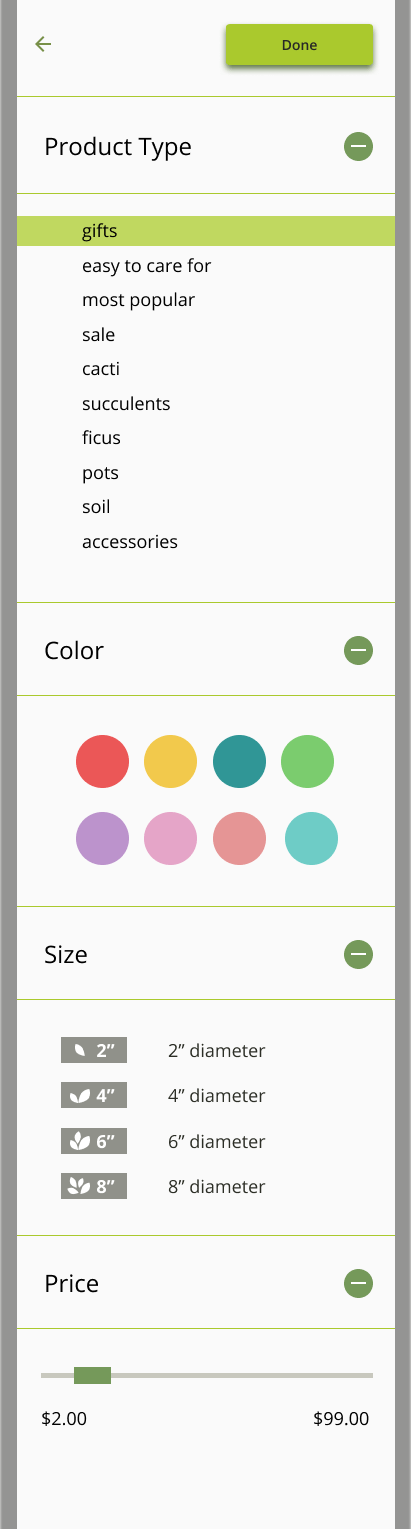 Done
Product Type
gifts
easy to care for
most popular
sale
cacti
succulents
ficus
pots
soil
accessories
Color
Size
2” 2” diameter
4” 4” diameter
6” 6” diameter
8” 8” diameter
Price
$2.00 $99.00